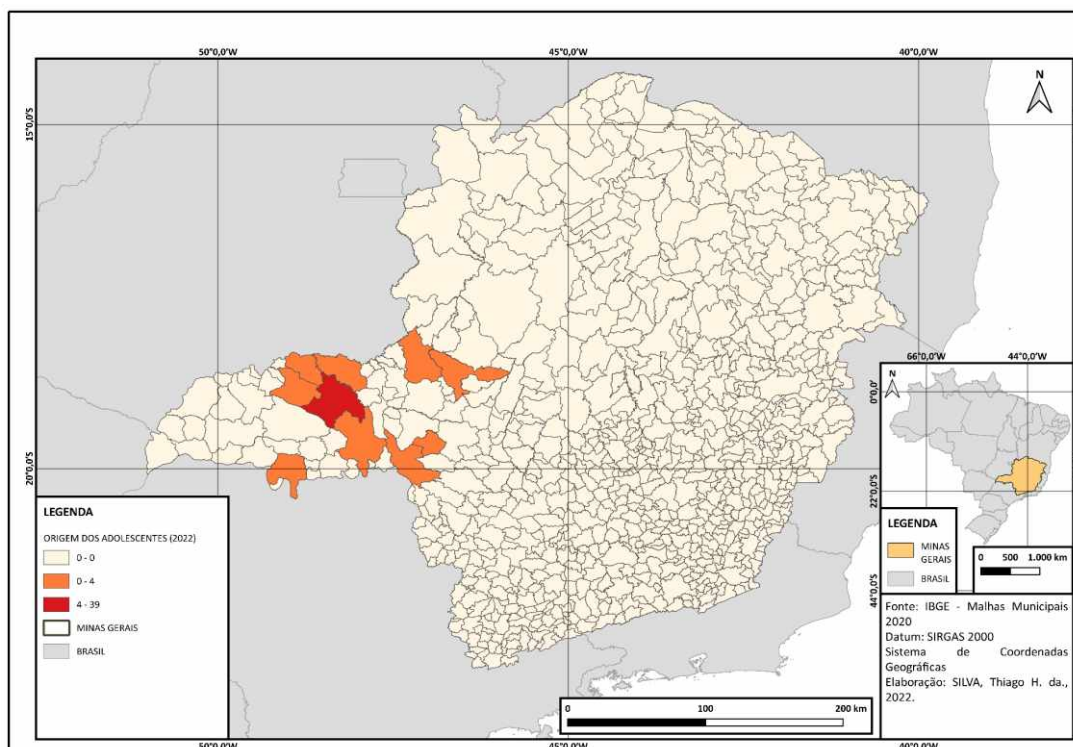 50°0,0'W
45°0,0'W
40°0,0'W
N
15°0,0'S
20°0,0'S
LEGENDA
ORIGEM DOS ADOLESCENTES (2022)
0 - 0
0 - 4
4 - 39
MINAS GERAIS
BRASIL
0 100 200 km
66°0,0'W 44°0,0'W
N
0°0,0'S
22°0,0'S
44°0,0'S
LEGENDA
MINAS
GERAIS
BRASIL
0 500 1.000 km
Fonte: IBGE - Malhas Municipais
2020
Datum: SIRGAS 2000
Sistema de Coordenadas
Geográficas
Elaboração: SILVA, Thiago H. da.,
2022.
50°0,0'W
45°0,0'W
40°0,0'W